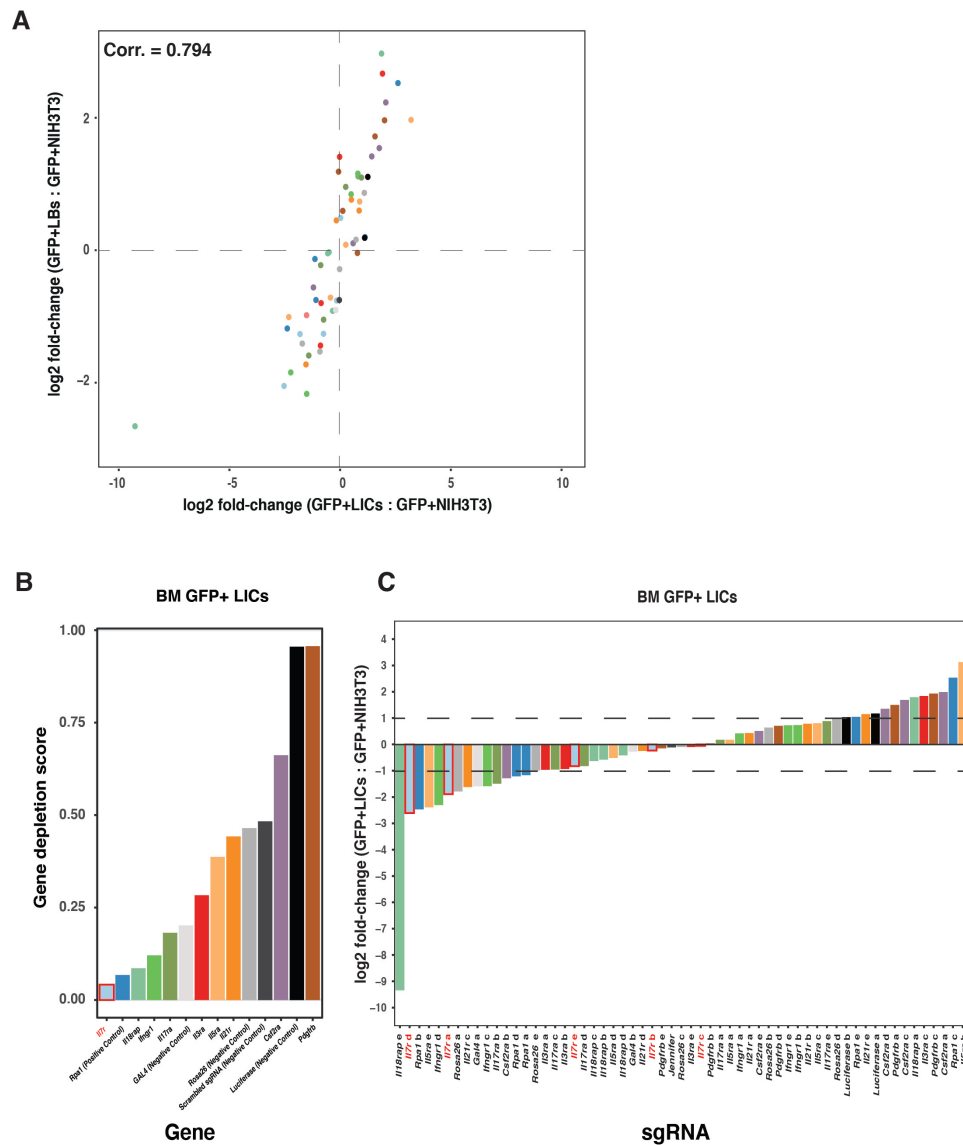 A
Corr. = 0.794
log2 fold-change (GFP+LBs : GFP+NIH3T3)
2
0
−2
-10
-5
0
5
10
log2 fold-change (GFP+LICs : GFP+NIH3T3)
B
BM GFP+ LICs
Gene depletion score
1.00
0.75
0.50
0.25
0.00
Il7r
Rpa1 (Positive Control)
Il18rap
Ifngr1
Il17ra
GAL4 (Negative Control)
Il3ra
Il5ra
Il21r
Rosa26 (Negative Control)
Scrambled sgRNA (Negative Control)
Csf2ra
Luciferase (Negative Control)
Pdgfrb
Gene
C
BM GFP+ LICs
log2 fold-change (GFP+LICs : GFP+NIH3T3)
4
3
2
1
0
−1
−2
−3
−4
−5
−6
−7
−8
−9
−10
Il18rap e
Il7r d
Rpa1 b
Il5ra e
Ifngr1 d
Il7r a
Rosa26 a
Il21r c
Gal4 a
Ifngr1 c
Il17ra b
Csf2ra b
Rpa1 d
Rpa1 a
Rosa26 e
Il3ra a
Il17ra c
Il3ra b
Il7r e
Il17ra d
Il18rap c
Il18rap b
Il5ra d
Il18rap d
Gal4 b
Il21r d
Il7r b
Pdgfrb e
Jennifer
Rosa26 c
Il3ra e
Il7r c
Pdgfrb b
Il17ra a
Il5ra a
Ifngr1 a
Il21r a
Csf2ra e
Rosa26 b
Pdgfrb d
Ifngr1 e
Ifngr1 b
Il21r b
Il5ra c
Il17ra e
Rosa26 d
Luciferase b
Rpa1 e
Il21r e
Luciferase a
Csf2ra d
Pdgfrb a
Csf2ra c
Il18rap a
Il3ra c
Pdgfrb c
Csf2ra a
Rpa1 c
sgRNA